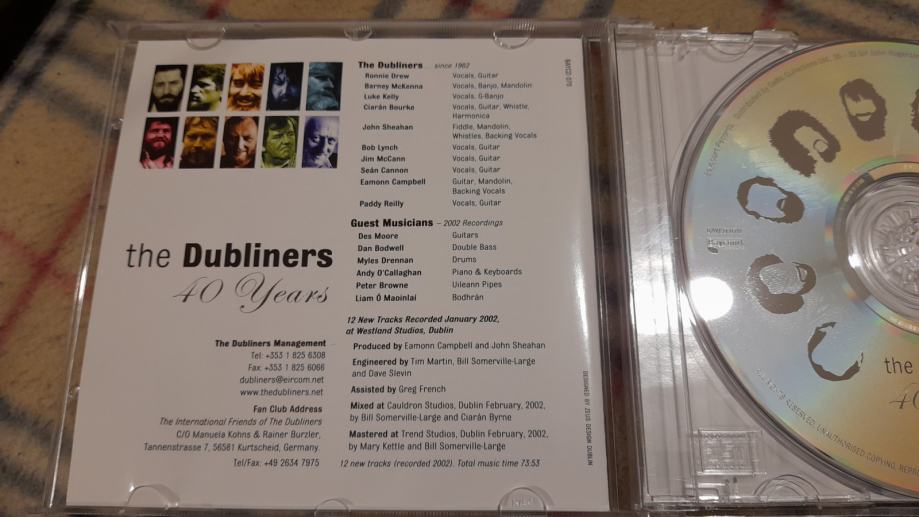 The Dubliners since 1962
Ronnie Drew Vocals, Guitar
Barney McKenna Vocals, Banjo, Mandolin
Luke Kelly Vocals, G-Banjo
Ciarán Bourke Vocals, Guitar, Whistle,
Harmonica
John Sheahan Fiddle, Mandolin,
Whistles, Backing Vocals
Bob Lynch Vocals, Guitar
Jim McCann Vocals, Guitar
Seán Cannon Vocals, Guitar
Eamonn Campbell Guitar, Mandolin,
Backing Vocals
Paddy Reilly Vocals, Guitar
Guest Musicians – 2002 Recordings
Des Moore Guitars
Dan Bodwell Double Bass
Myles Drennan Drums
Andy O'Callaghan Piano & Keyboards
Peter Browne Uileann Pipes
Liam Ó Maoinlaí Bodhrán
12 New Tracks Recorded January 2002,
at Westland Studios, Dublin
Produced by Eamonn Campbell and John Sheahan
Engineered by Tim Martin, Bill Somerville-Large
and Dave Slevin
Assisted by Greg French
Mixed at Cauldron Studios, Dublin February, 2002,
by Bill Somerville-Large and Ciarán Byrne
Mastered at Trend Studios, Dublin February, 2002,
by Mary Kettle and Bill Somerville-Large
12 new tracks (recorded 2002). Total music time 73:53
the Dubliners
40 Years
The Dubliners Management
Tel: +353 1 825 6308
Fax: +353 1 825 6066
dubliners@eircom.net
www.thedubliners.net
Fan Club Address
The International Friends of The Dubliners
C/O Manuela Kohns & Rainer Burzler,
Tannenstrasse 7, 56581 Kurtscheid, Germany.
Tel/Fax: +49 2634 7975
DESIGNED BY ZEUS DESIGN DUBLIN
the
40
RESERVED. UNAUTHORISED COPYING,